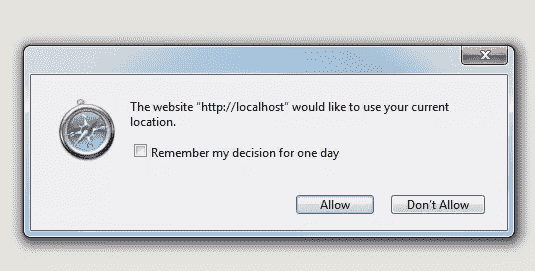 The website "http://localhost" would like to use your current
location.
Remember my decision for one day
Allow
Don't Allow